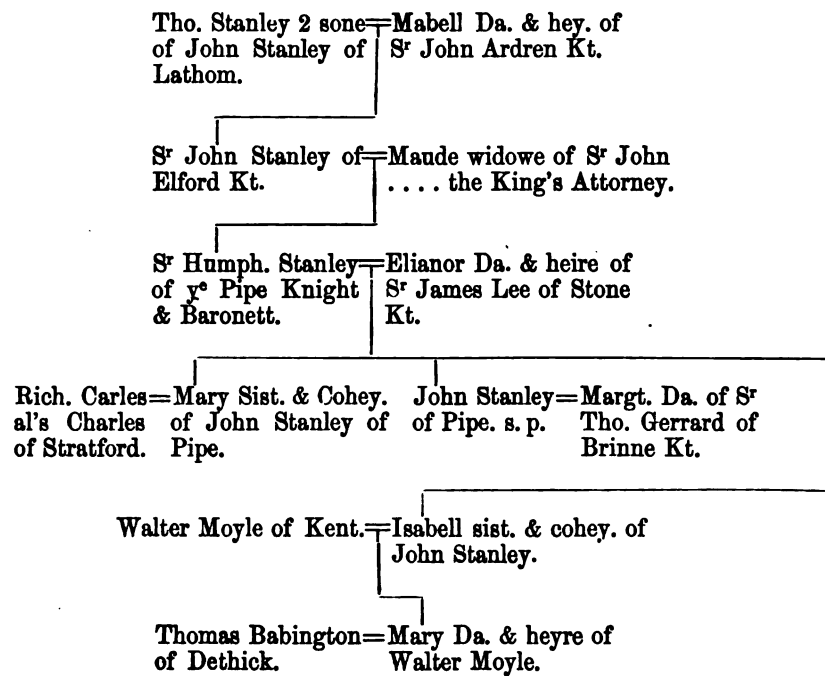 Tho. Stanley 2 sone=Mabell Da. & hey. of
of John Stanley of Sr John Ardren Kt.
Lathom.
Sr John Stanley of=Maude widowe of Sr John
Elford Kt. .... the King's Attorney.
Sr Humph. Stanley=Elianor Da. & heire of
of ye Pipe Knight Sr James Lee of Stone
& Baronett. Kt.
Rich. Carles=Mary Sist. & Cohey. John Stanley=Margt. Da. of Sr
al's Charles of John Stanley of of Pipe. s. p. Tho. Gerrard of
of Stratford. Pipe. Brinne Kt.
Walter Moyle of Kent.=Isabell sist. & cohey. of
John Stanley.
Thomas Babington=Mary Da. & heyre of
of Dethick. Walter Moyle.